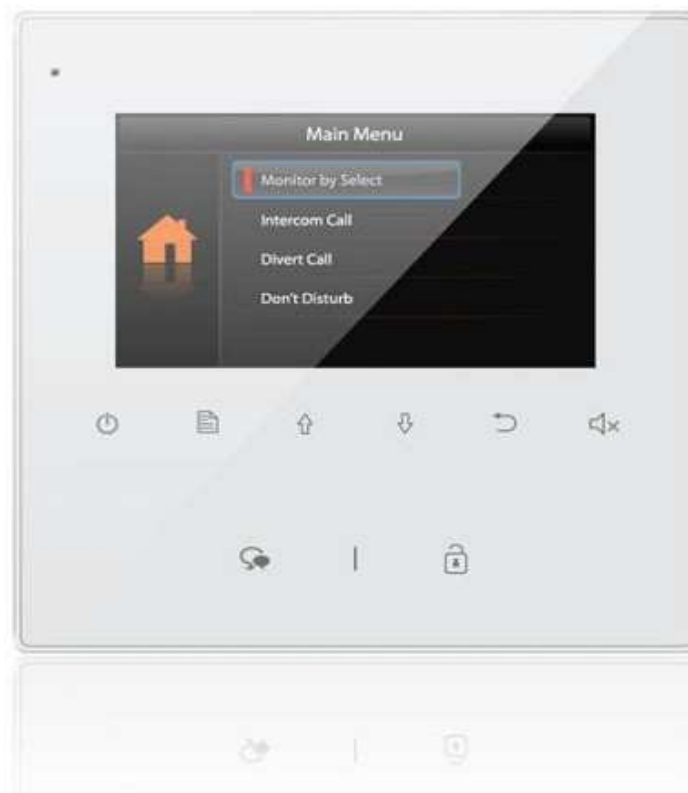 Main Menu
Monitor by Select
Intercom Call
Divert Call
Don't Disturb